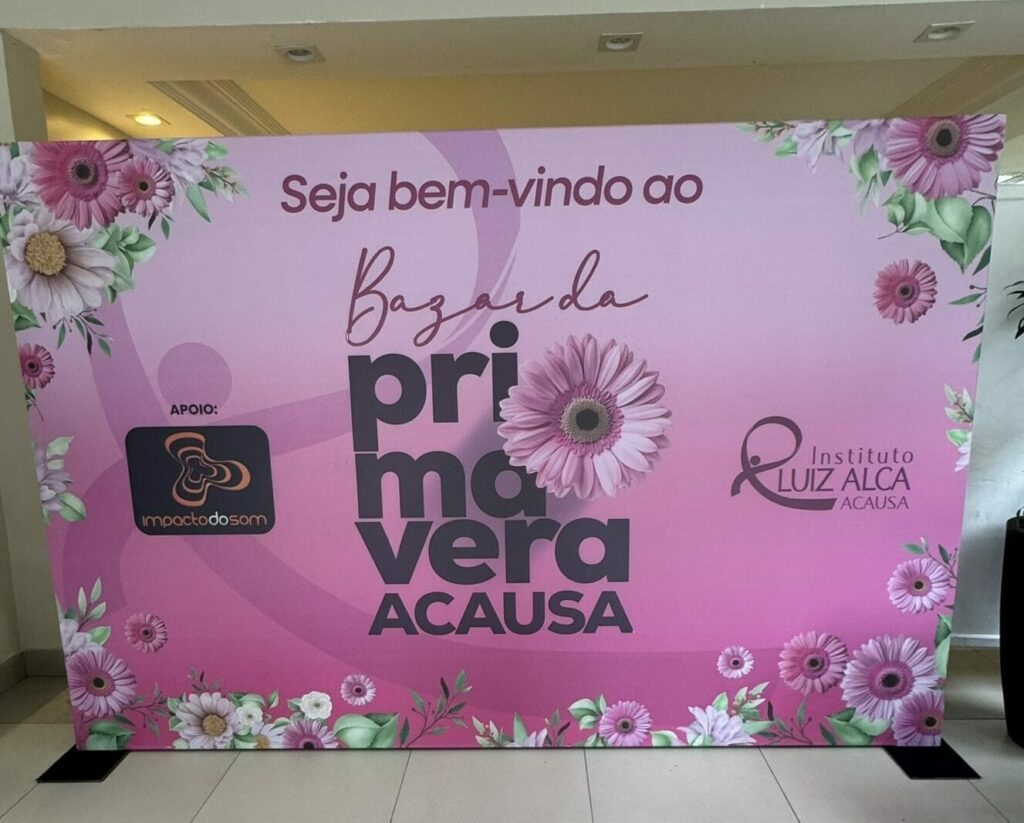 Seja bem-vindo ao
Bazar da
pri
ma
vera
ACAUSA
APOIO:
impactodosom
Instituto
LUIZ ALCA
ACAUSA